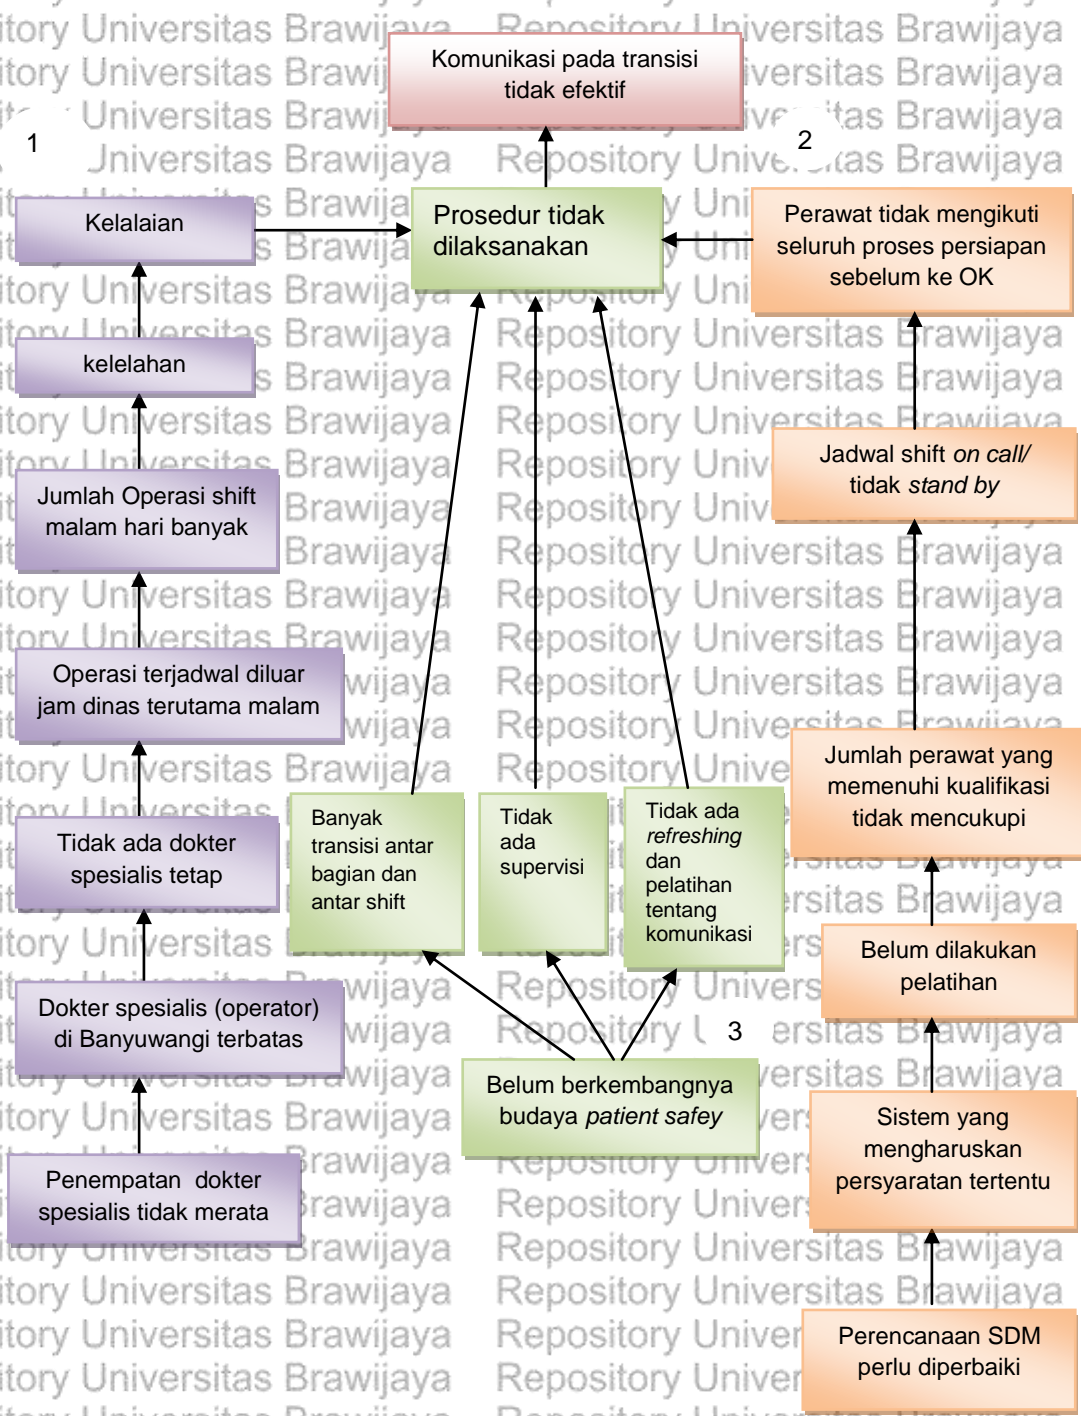 Komunikasi pada transisi
tidak efektif
1
2
Kelalaian
Prosedur tidak
dilaksanakan
Perawat tidak mengikuti
seluruh proses persiapan
sebelum ke OK
kelelahan
Jadwal shift on call/
tidak stand by
Jumlah Operasi shift
malam hari banyak
Operasi terjadwal diluar
jam dinas terutama malam
Jumlah perawat yang
memenuhi kualifikasi
tidak mencukupi
Tidak ada dokter
spesialis tetap
Banyak
transisi antar
bagian dan
antar shift
Tidak
ada
supervisi
Tidak ada
refreshing
dan
pelatihan
tentang
komunikasi
Belum dilakukan
pelatihan
Dokter spesialis (operator)
di Banyuwangi terbatas
3
Belum berkembangnya
budaya patient safey
Sistem yang
mengharuskan
persyaratan tertentu
Penempatan dokter
spesialis tidak merata
Perencanaan SDM
perlu diperbaiki
Repository Universitas Brawijaya